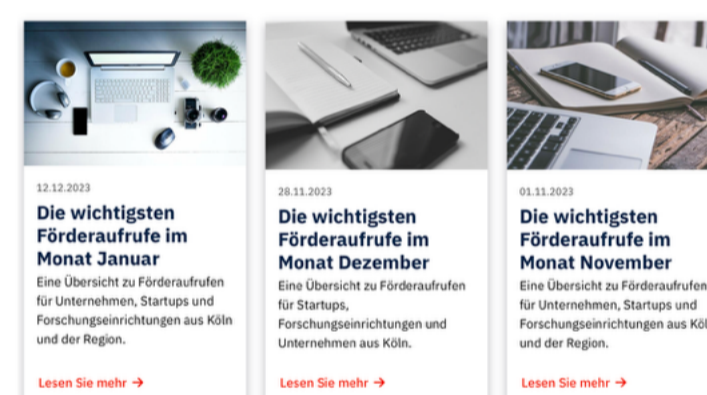 12.12.2023
Die wichtigsten
Förderaufrufe im
Monat Januar
Eine Übersicht zu Förderaufrufen
für Unternehmen, Startups und
Forschungseinrichtungen aus Köln
und der Region.
Lesen Sie mehr →
28.11.2023
Die wichtigsten
Förderaufrufe im
Monat Dezember
Eine Übersicht zu Förderaufrufen
für Startups,
Forschungseinrichtungen und
Unternehmen aus Köln.
Lesen Sie mehr →
01.11.2023
Die wichtigsten
Förderaufrufe im
Monat November
Eine Übersicht zu Förderaufrufen
für Unternehmen, Startups und
Forschungseinrichtungen aus
und der Region.
Lesen Sie mehr →